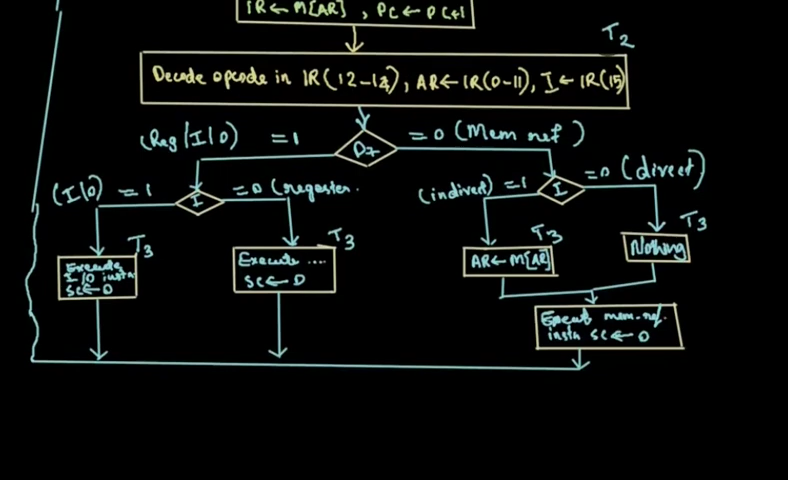 IR ← M[AR] , PC ← PC+1
T2
Decode opcode in IR(12-14), AR ← IR(0-11), I ← IR(15)
(Reg/I/O) = 1
D7
= 0 (Mem ref)
(I/O) = 1
I
= 0 (register.
(indirect) = 1
I
= 0 (direct)
T3
T3
T3
T3
Execute
I/O instn
SC ← 0
Execute ....
SC ← 0
AR ← M[AR]
Nothing
Execut mem-ref.
instn SC ← 0